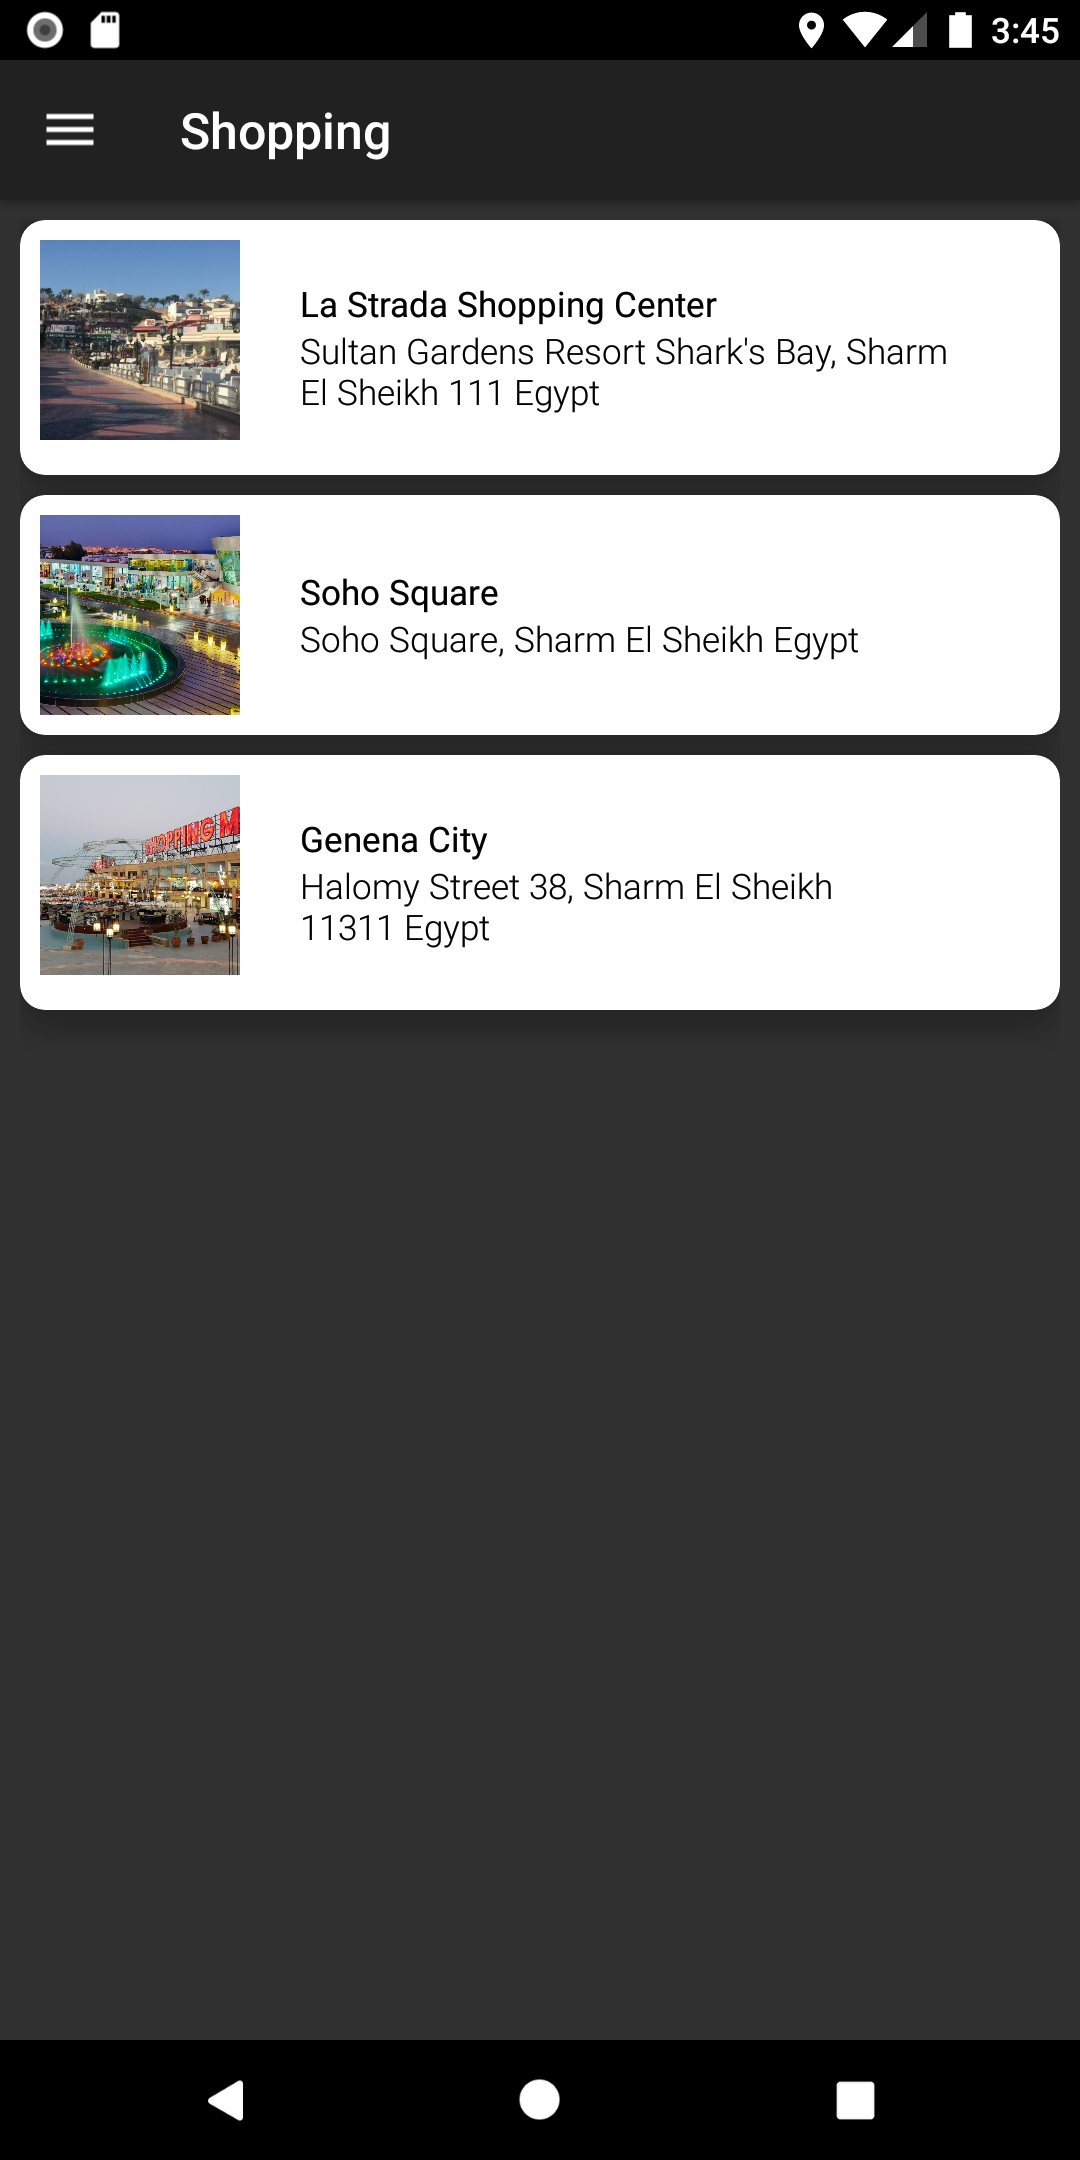 3:45
Shopping
La Strada Shopping Center
Sultan Gardens Resort Shark's Bay, Sharm
El Sheikh 111 Egypt
Soho Square
Soho Square, Sharm El Sheikh Egypt
SHOPPING M
Genena City
Halomy Street 38, Sharm El Sheikh
11311 Egypt